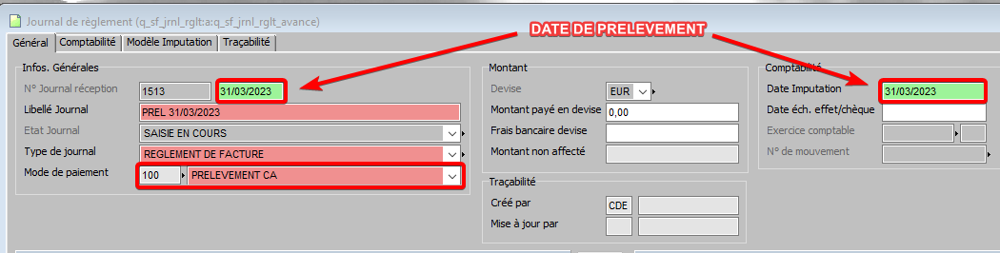 Journal de règlement (q_sf_jrnl_rglt:a:q_sf_jrnl_rglt_avance)
Général Comptabilité Modèle Imputation Traçabilité
DATE DE PRELEVEMENT
Infos. Générales
N° Journal réception 1513 31/03/2023
Libellé Journal PREL 31/03/2023
Etat Journal SAISIE EN COURS
Type de journal REGLEMENT DE FACTURE
Mode de paiement 100 PRELEVEMENT CA
Montant
Devise EUR
Montant payé en devise 0,00
Frais bancaire devise
Montant non affecté
Traçabilité
Créé par CDE
Mise à jour par
Comptabilité
Date Imputation 31/03/2023
Date éch. effet/chèque
Exercice comptable
N° de mouvement